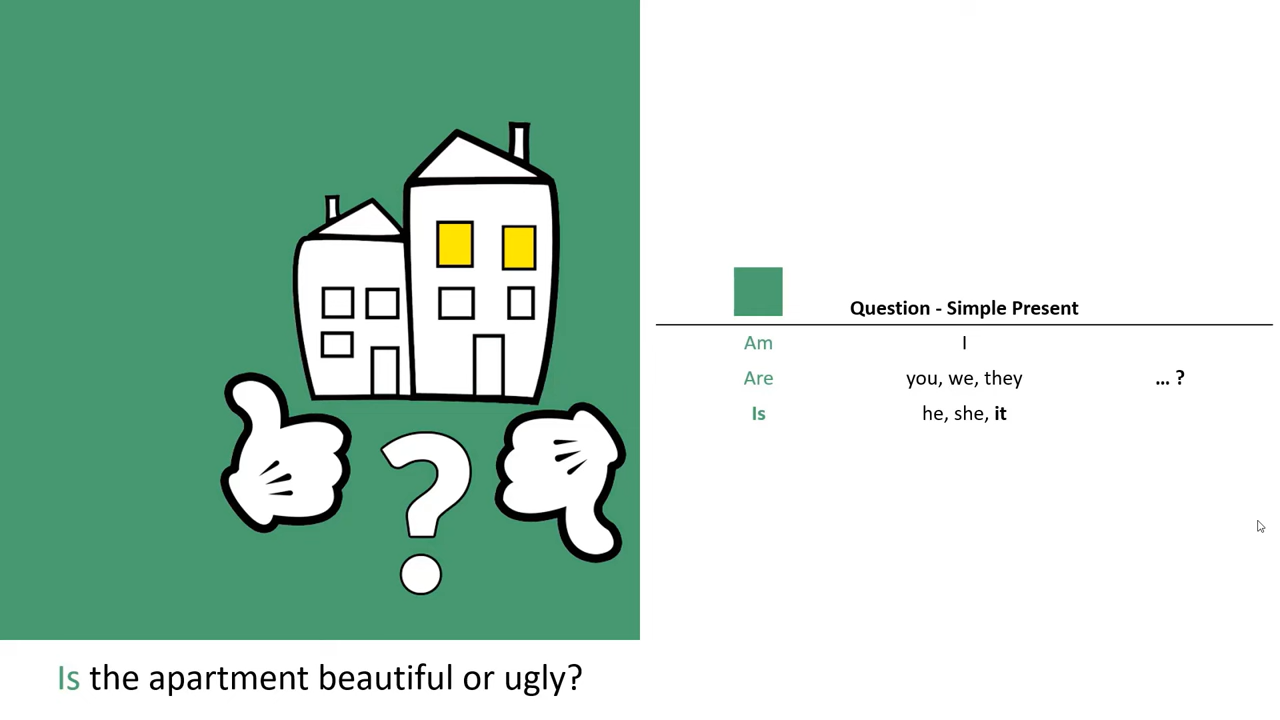 Question - Simple Present
Am I
Are you, we, they ... ?
Is he, she, it
Is the apartment beautiful or ugly?